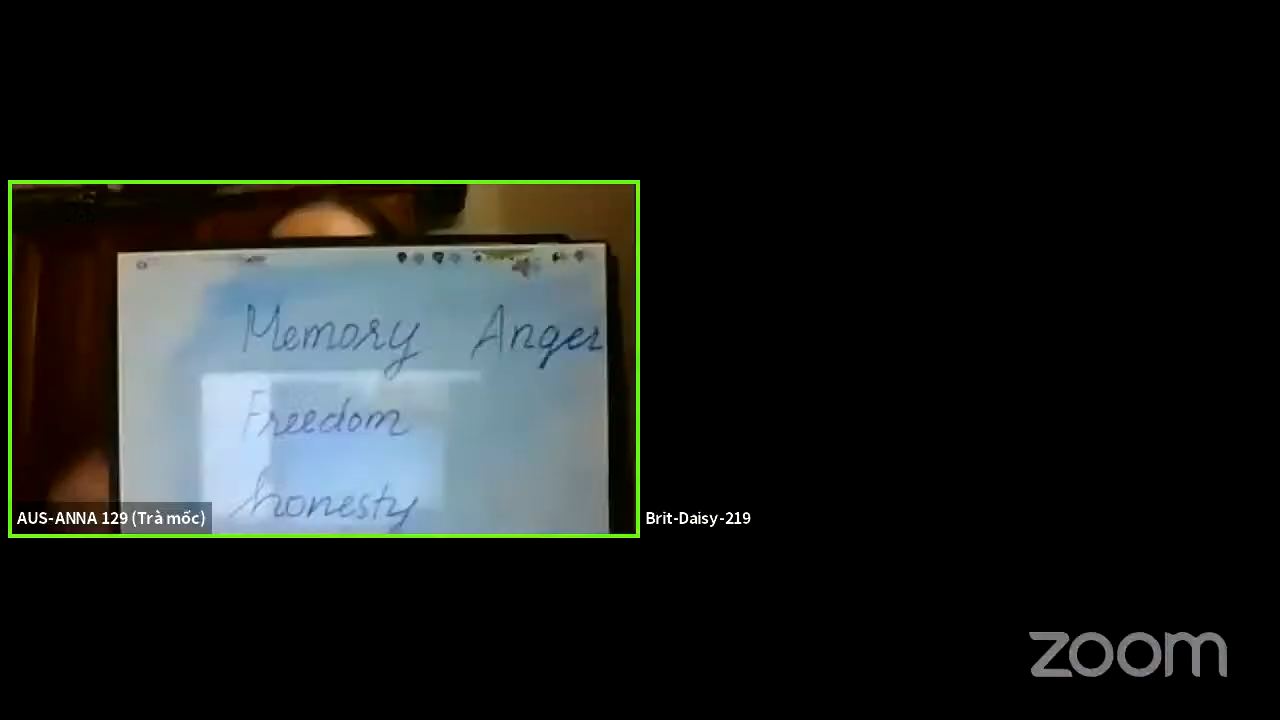 Memory Anger
Freedom
honesty
AUS-ANNA 129 (Trà mốc)
Brit-Daisy-219
zoom